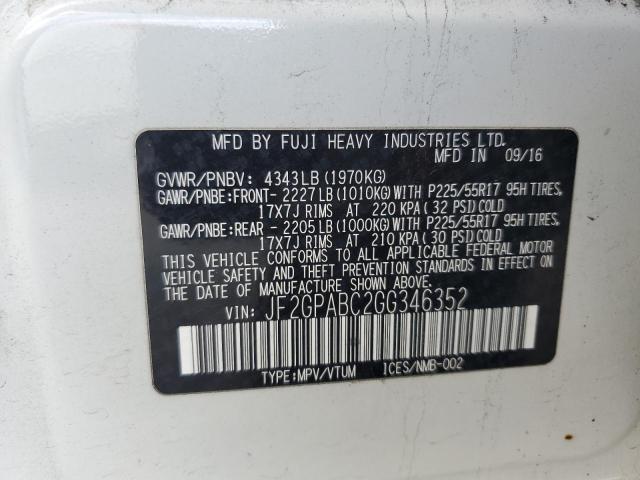 MFD BY FUJI HEAVY INDUSTRIES LTD.
MFD IN 09/16
GVWR/PNBV: 4343LB(1970KG)
GAWR/PNBE:FRONT- 2227LB(1010KG)WITH P225/55R17 95H TIRES,
17X7J RIMS AT 220 KPA(32 PSI)COLD
GAWR/PNBE:REAR - 2205LB(1000KG)WITH P225/55R17 95H TIRES,
17X7J RIMS AT 210 KPA(30 PSI)COLD
THIS VEHICLE CONFORMS TO ALL APPLICABLE FEDERAL MOTOR
VEHICLE SAFETY AND THEFT PREVENTION STANDARDS IN EFFECT ON
THE DATE OF MANUFACTURE SHOWN ABOVE.
VIN: JF2GPABC2GG346352
TYPE:MPV/VTUM ICES/NMB-002